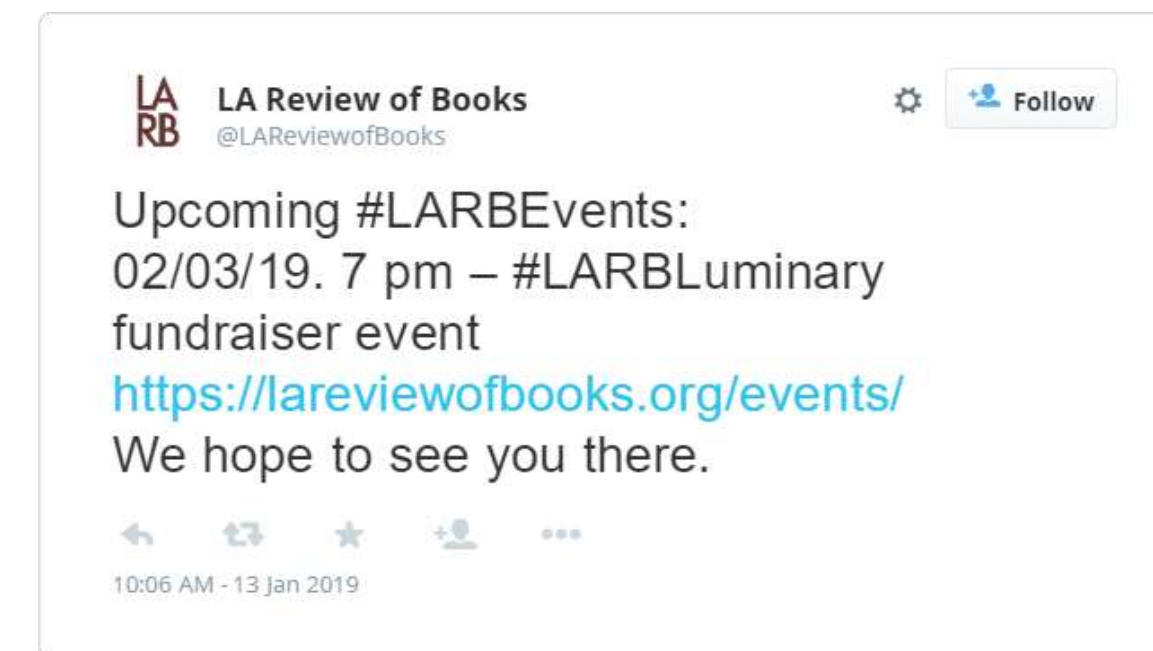 LA
RB
LA Review of Books
@LAReviewofBooks
Follow
Upcoming #LARBEvents:
02/03/19. 7 pm – #LARBLuminary
fundraiser event
https://lareviewofbooks.org/events/
We hope to see you there.
10:06 AM - 13 Jan 2019